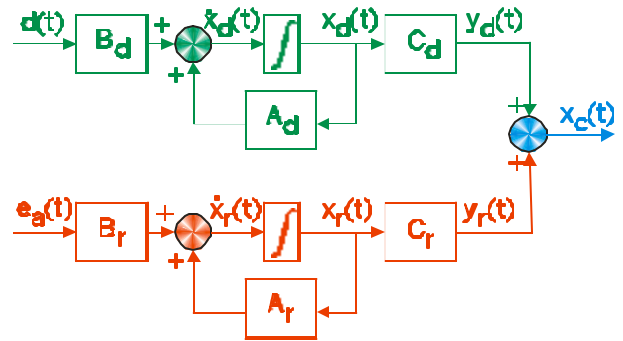 d(t) B_d + ẋ_d(t) x_d(t) C_d y_d(t)
+
A_d
+ x_c(t)
+
e_a(t) B_r + ẋ_r(t) x_r(t) C_r y_r(t)
+
A_r